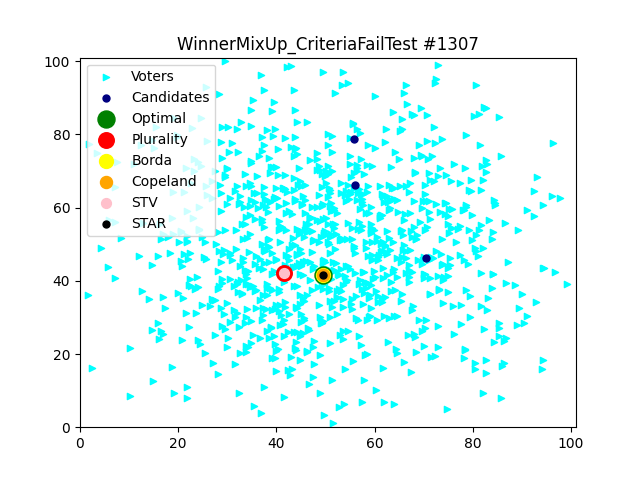 WinnerMixUp_CriteriaFailTest #1307
100
80
60
40
20
0
Voters
Candidates
Optimal
Plurality
Borda
Copeland
STV
STAR
0 20 40 60 80 100